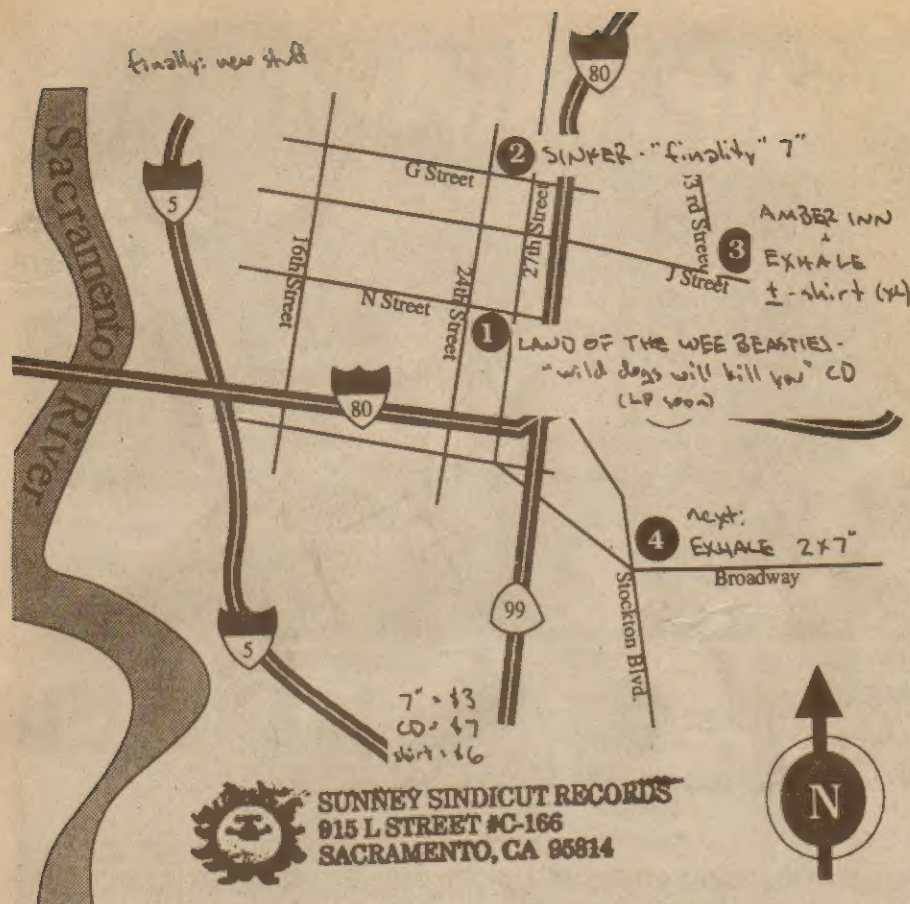 finally: new stuff
80
Sacramento River
5
2 SINKER - "finality" 7"
G Street
16th Street
24th Street
27th Street
3rd Street
3 AMBER INN
+
EXHALE
t-shirt (XL)
J Street
N Street
1 LAND OF THE WEE BEASTIES -
"wild dogs will kill you" CD
(LP soon)
80
next:
4 EXHALE 2x7"
Broadway
Stockton Blvd.
99
5
7" = $3
CD = $7
shirt = $6
SUNNEY SINDICUT RECORDS
915 L STREET #C-166
SACRAMENTO, CA 95814
N